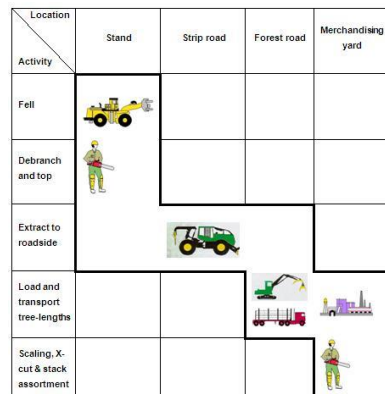 Location
Activity
Stand
Strip road
Forest road
Merchandising
yard
Fell
Debranch
and top
Extract to
roadside
Load and
transport
tree-lengths
Scaling, X-
cut & stack
assortment